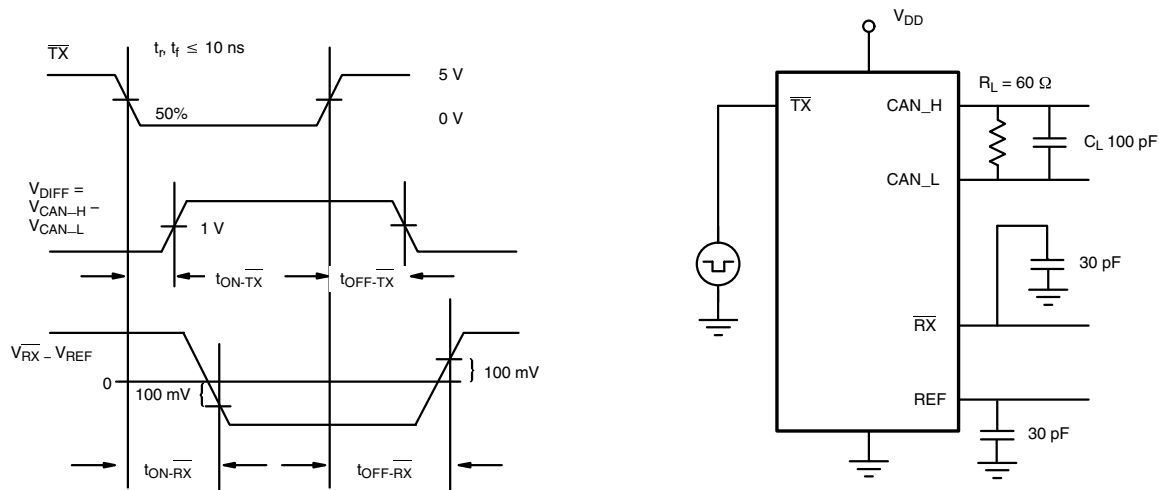 TX
t_r, t_f ≤ 10 ns
5 V
50%
0 V
V_DIFF =
V_CAN_H –
V_CAN_L
1 V
t_ON-TX
t_OFF-TX
V_RX – V_REF
0
100 mV
100 mV
t_ON-RX
t_OFF-RX
V_DD
R_L = 60 Ω
TX
CAN_H
C_L 100 pF
CAN_L
30 pF
RX
REF
30 pF